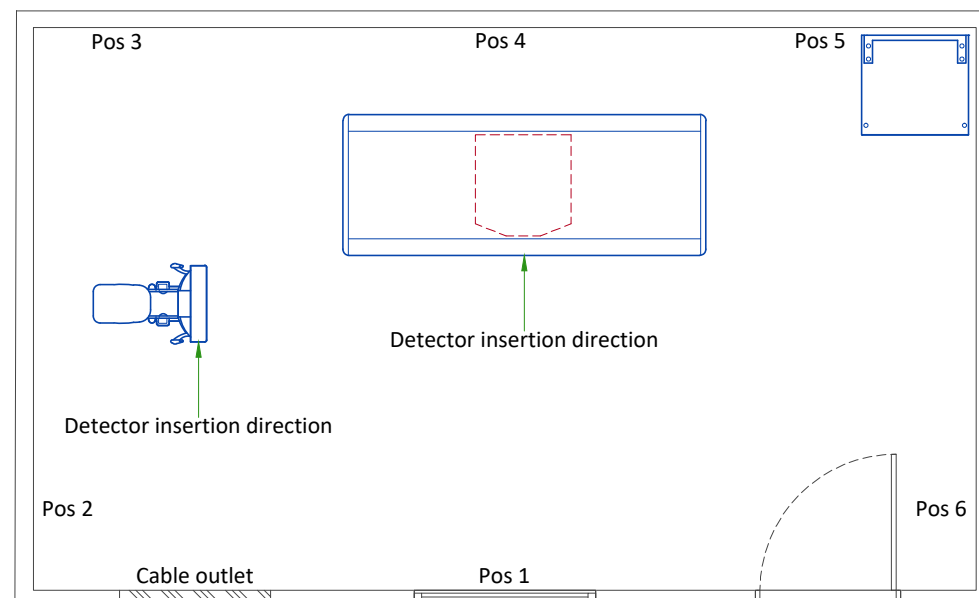 Pos 3
Pos 4
Pos 5
Detector insertion direction
Detector insertion direction
Pos 2
Pos 6
Cable outlet
Pos 1